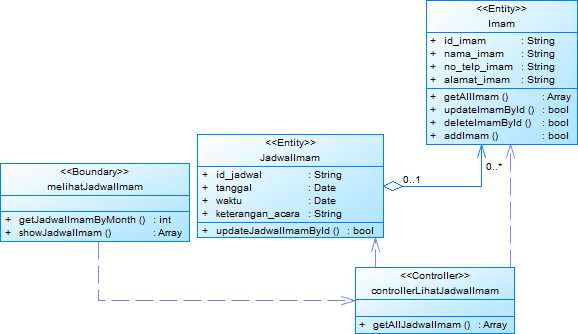 <<Entity>>
Imam
+ id_imam : String
+ nama_imam : String
+ no_telp_imam : String
+ alamat_imam : String
+ getAllImam () : Array
+ updateImamById () : bool
+ deleteImamById () : bool
+ addImam () : bool
<<Entity>>
JadwalImam
+ id_jadwal : String
+ tanggal : Date
+ waktu : Date
+ keterangan_acara : String
+ updateJadwalImamById () : bool
0..1
0..*
<<Boundary>>
melihatJadwalImam
+ getJadwalImamByMonth () : int
+ showJadwalImam () : Array
<<Controller>>
controllerLihatJadwalImam
+ getAllJadwalImam () : Array